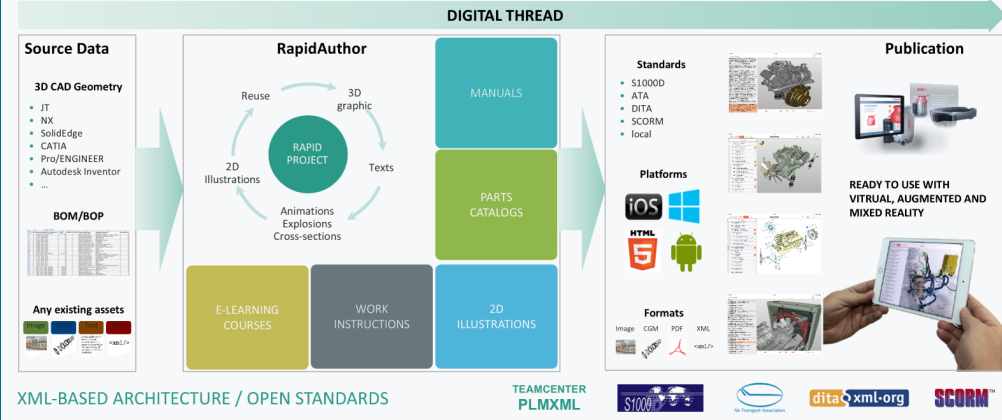 DIGITAL THREAD
Source Data
3D CAD Geometry
• JT
• NX
• SolidEdge
• CATIA
• Pro/ENGINEER
• Autodesk Inventor
• ...
BOM/BOP
Any existing assets
Image
Text
<xml/>
RapidAuthor
Reuse
3D
graphic
RAPID
PROJECT
2D
Illustrations
Texts
Animations
Explosions
Cross-sections
MANUALS
PARTS
CATALOGS
E-LEARNING
COURSES
WORK
INSTRUCTIONS
2D
ILLUSTRATIONS
Standards
• S1000D
• ATA
• DITA
• SCORM
• local
Platforms
iOS
HTML
5
Formats
Image CGM PDF XML
<xml/>
Publication
READY TO USE WITH
VITRUAL, AUGMENTED AND
MIXED REALITY
XML-BASED ARCHITECTURE / OPEN STANDARDS
TEAMCENTER
PLMXML
S1000D
Air Transport Association
dita xml·org
SCORM™